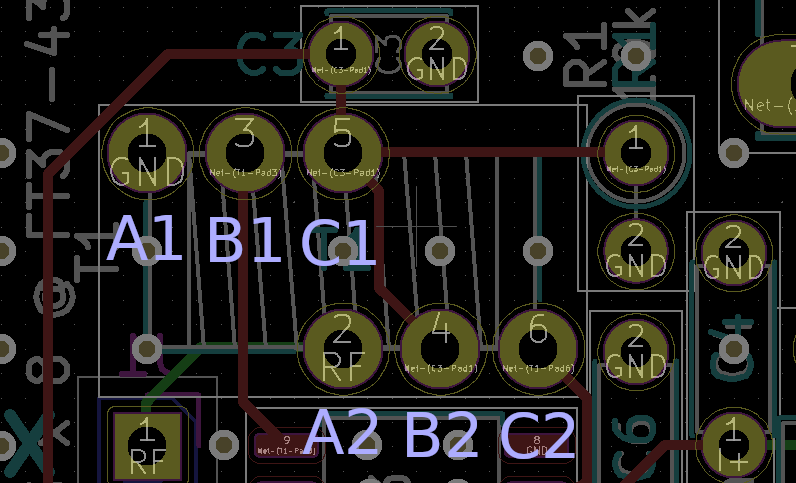 C3
1
Net-(C3-Pad1)
C3
2
GND
R1
R1
1k
FT37-43
@
8
x
T1
1
GND
3
Net-(T1-Pad3)
5
Net-(C3-Pad1)
1
Net-(C3-Pad1)
A1 B1 C1
2
GND
2
GND
2
RF
4
Net-(C3-Pad1)
6
Net-(T1-Pad6)
2
GND
C4
A2 B2 C2
1
RF
9
8
GND
C6
1
Net-(